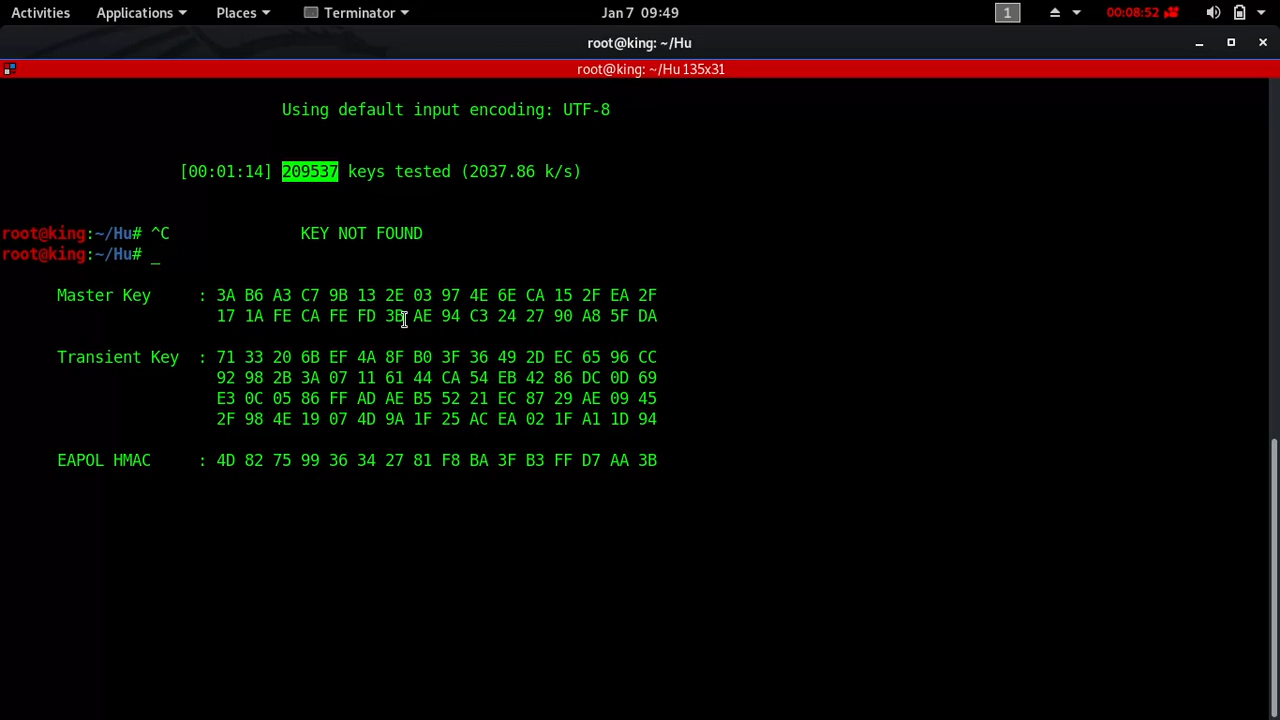 Activities Applications Places Terminator Jan 7 09:49 1 00:08:52
root@king: ~/Hu
root@king: ~/Hu 135x31
Using default input encoding: UTF-8
[00:01:14] 209537 keys tested (2037.86 k/s)
root@king:~/Hu# ^C KEY NOT FOUND
root@king:~/Hu# _
Master Key : 3A B6 A3 C7 9B 13 2E 03 97 4E 6E CA 15 2F EA 2F
17 1A FE CA FE FD 3B AE 94 C3 24 27 90 A8 5F DA
Transient Key : 71 33 20 6B EF 4A 8F B0 3F 36 49 2D EC 65 96 CC
92 98 2B 3A 07 11 61 44 CA 54 EB 42 86 DC 0D 69
E3 0C 05 86 FF AD AE B5 52 21 EC 87 29 AE 09 45
2F 98 4E 19 07 4D 9A 1F 25 AC EA 02 1F A1 1D 94
EAPOL HMAC : 4D 82 75 99 36 34 27 81 F8 BA 3F B3 FF D7 AA 3B